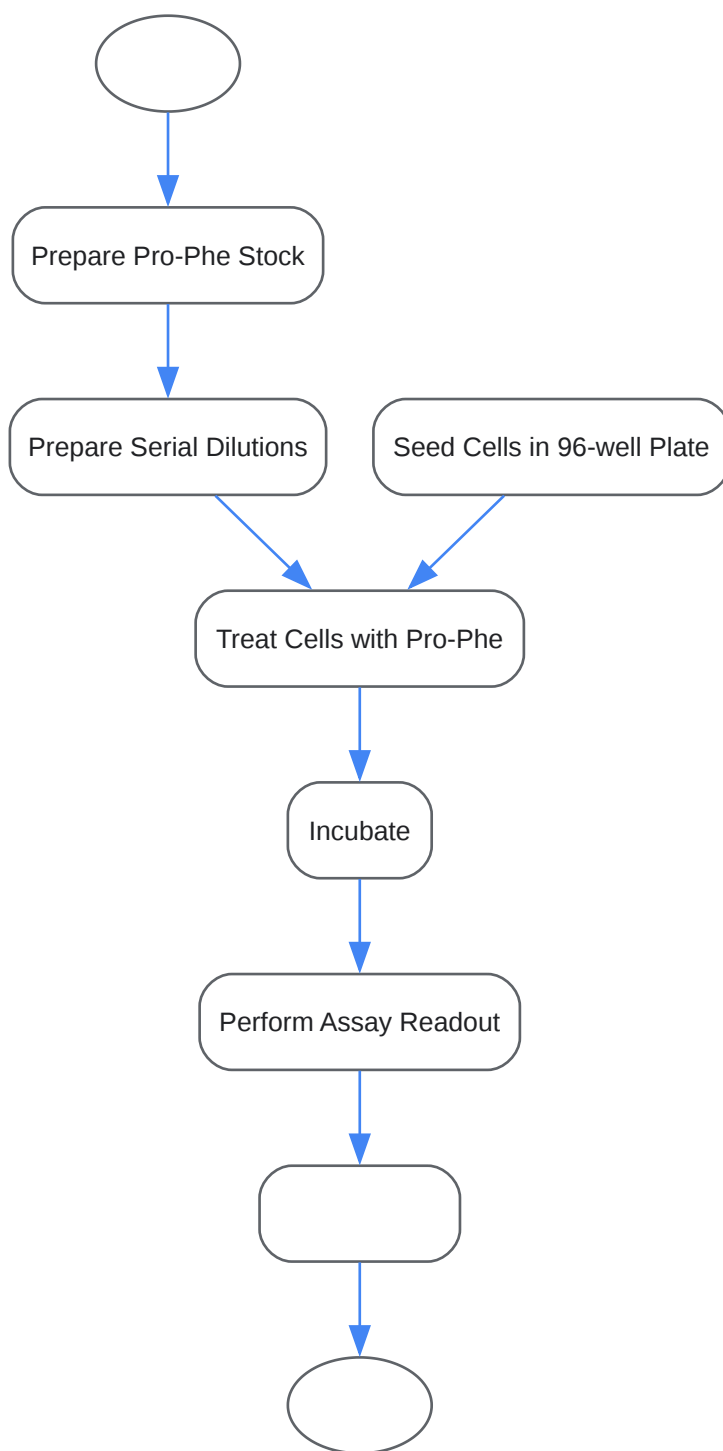 Prepare Pro-Phe Stock
Prepare Serial Dilutions
Seed Cells in 96-well Plate
Treat Cells with Pro-Phe
Incubate
Perform Assay Readout